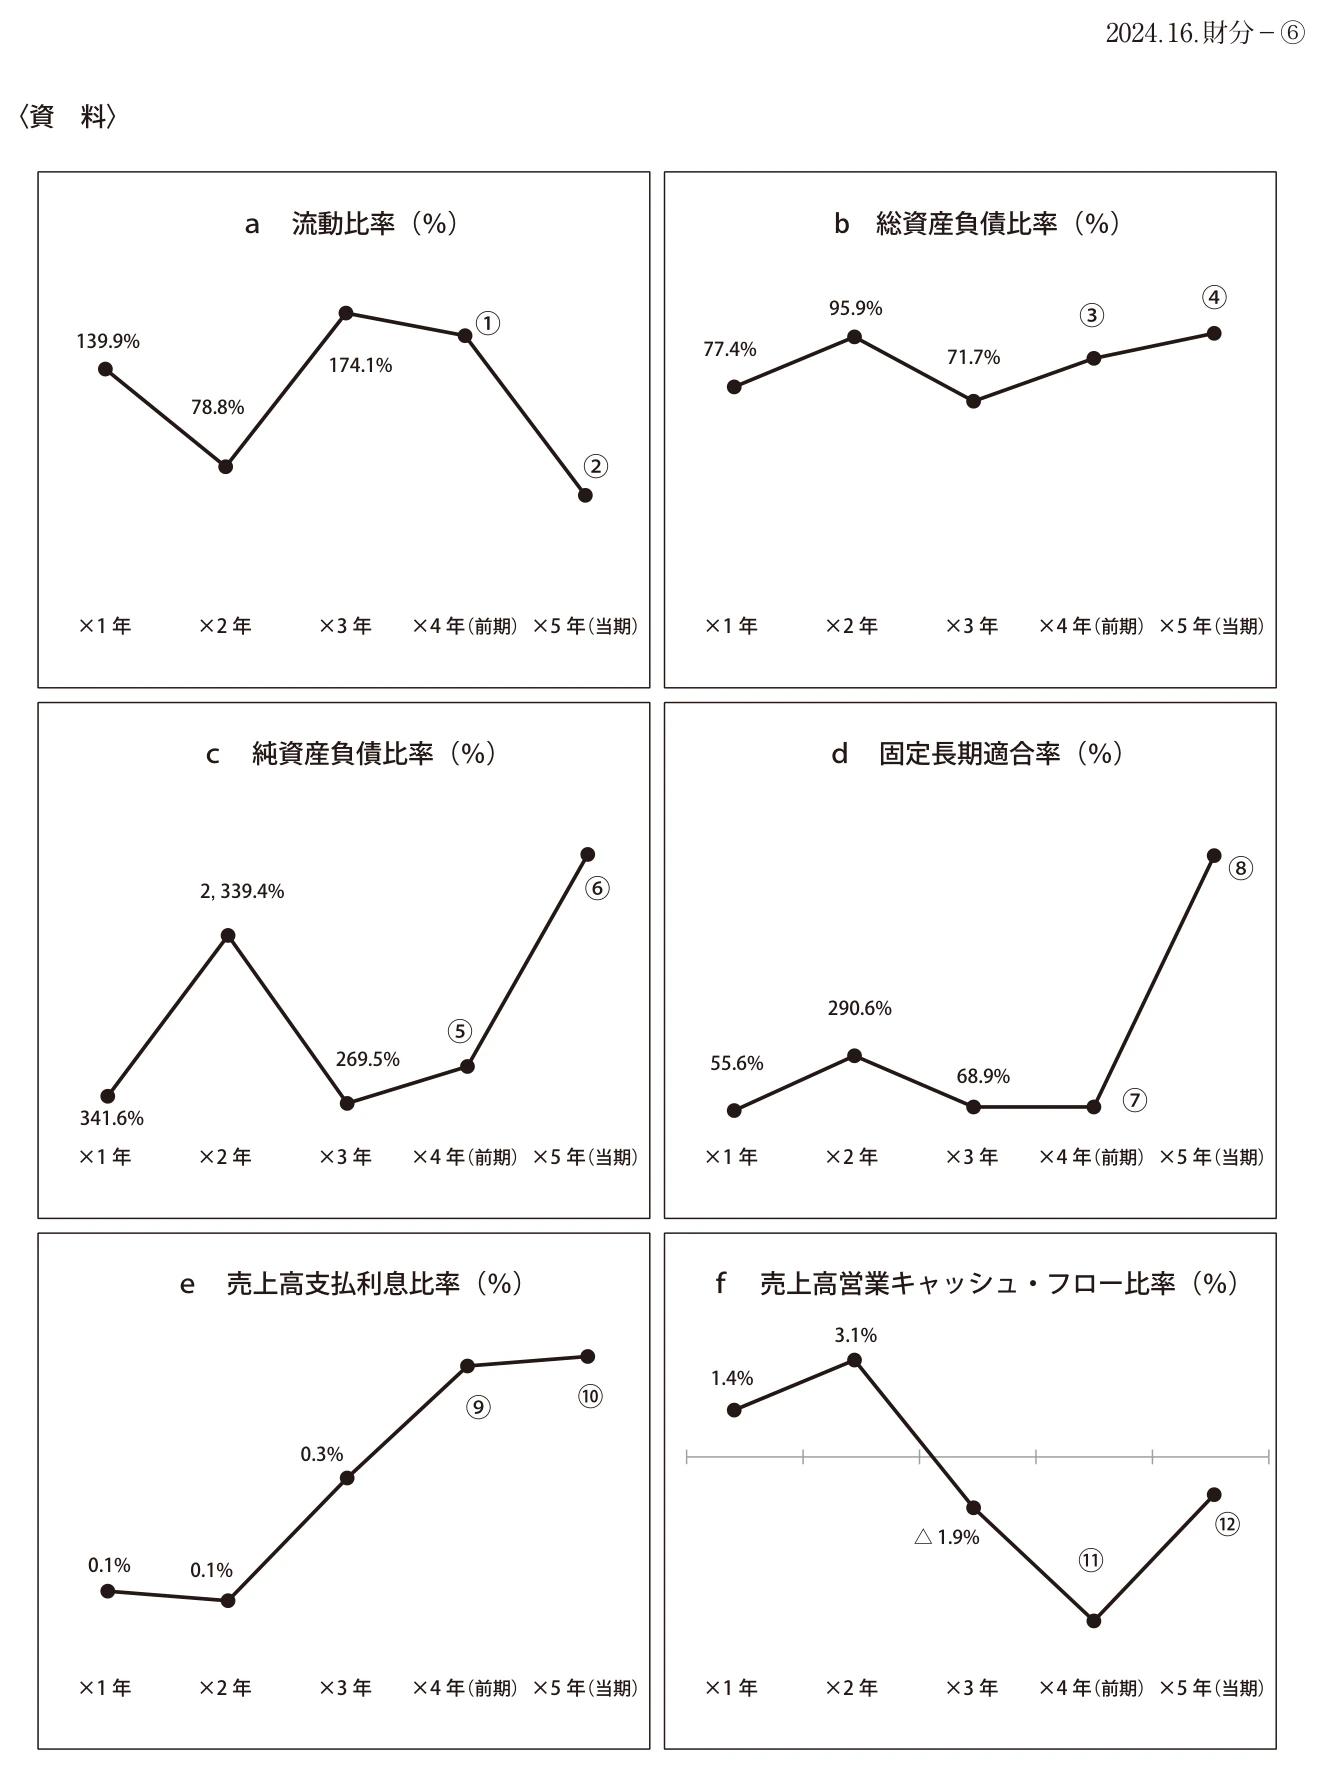 2024.16.財分－⑥
〈資　料〉
a　流動比率（%）
139.9%
78.8%
174.1%
①
②
×1年 ×2年 ×3年 ×4年（前期） ×5年（当期）
b　総資産負債比率（%）
77.4%
95.9%
71.7%
③
④
×1年 ×2年 ×3年 ×4年（前期） ×5年（当期）
c　純資産負債比率（%）
341.6%
2, 339.4%
269.5%
⑤
⑥
×1年 ×2年 ×3年 ×4年（前期） ×5年（当期）
d　固定長期適合率（%）
55.6%
290.6%
68.9%
⑦
⑧
×1年 ×2年 ×3年 ×4年（前期） ×5年（当期）
e　売上高支払利息比率（%）
0.1%
0.1%
0.3%
⑨
⑩
×1年 ×2年 ×3年 ×4年（前期） ×5年（当期）
f　売上高営業キャッシュ・フロー比率（%）
1.4%
3.1%
△ 1.9%
⑪
⑫
×1年 ×2年 ×3年 ×4年（前期） ×5年（当期）